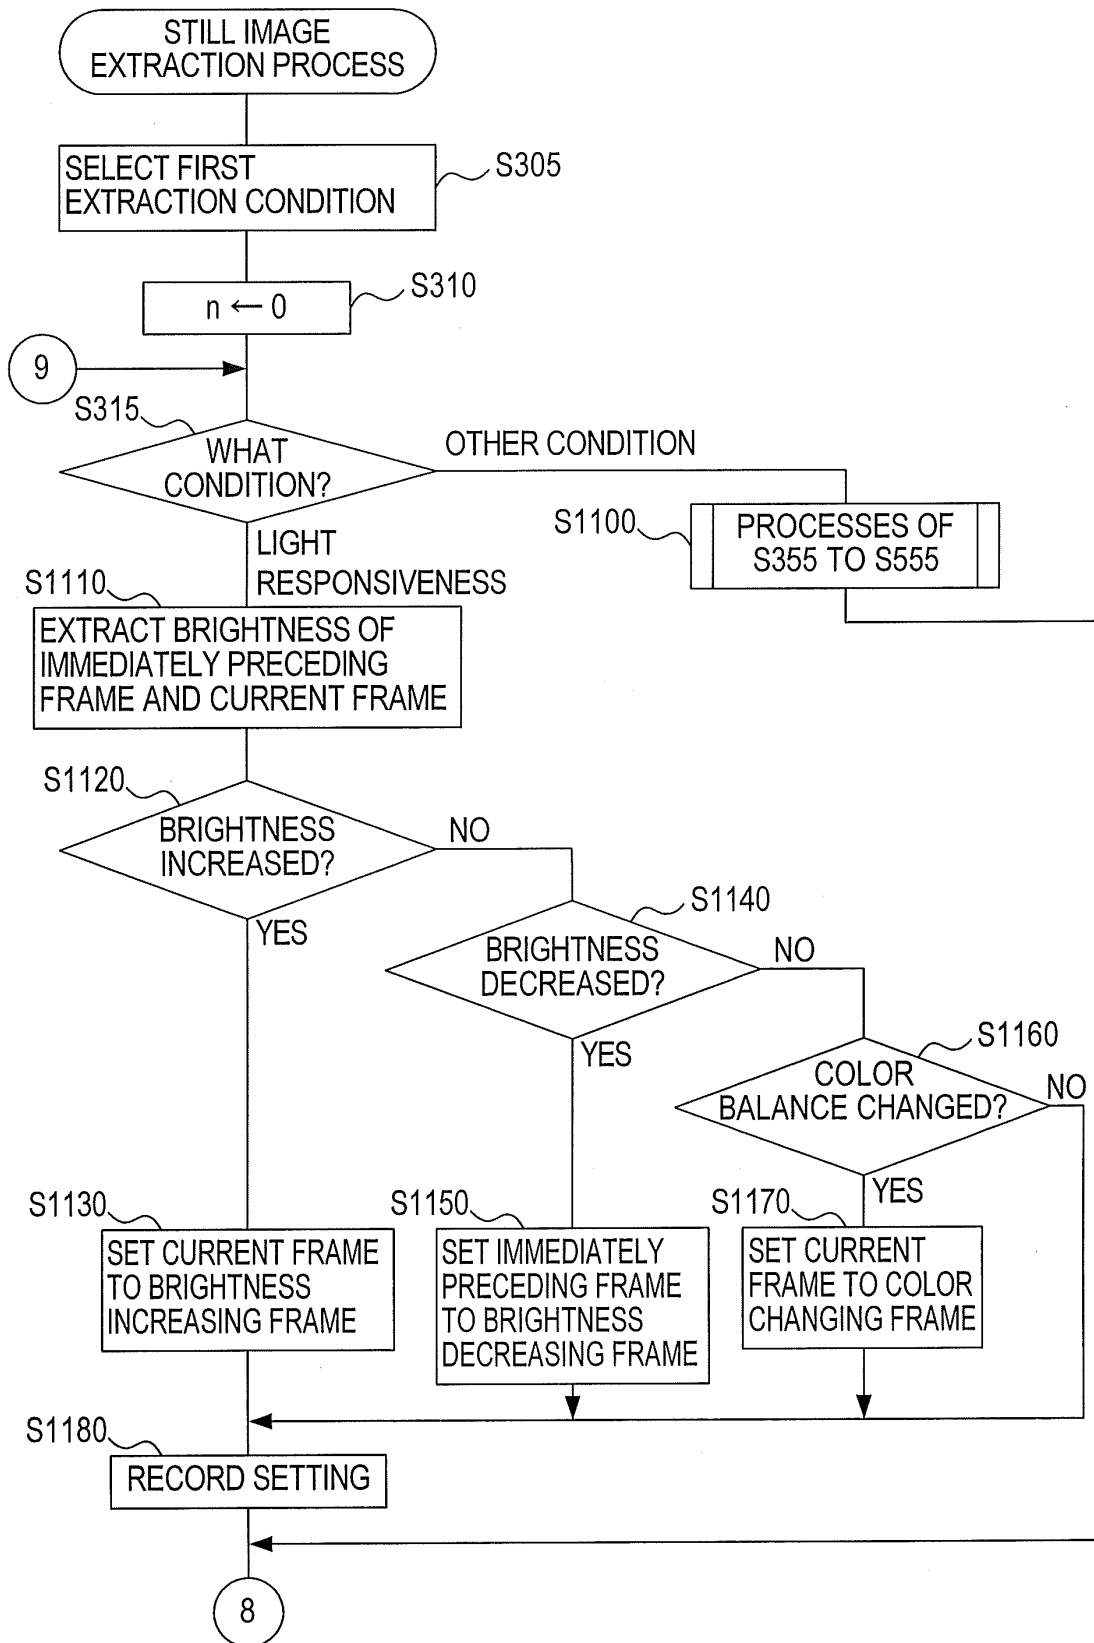 STILL IMAGE
EXTRACTION PROCESS
SELECT FIRST
EXTRACTION CONDITION
S305
n ← 0
S310
9
S315
WHAT
CONDITION?
OTHER CONDITION
S1100
PROCESSES OF
S355 TO S555
LIGHT
RESPONSIVENESS
S1110
EXTRACT BRIGHTNESS OF
IMMEDIATELY PRECEDING
FRAME AND CURRENT FRAME
S1120
BRIGHTNESS
INCREASED?
NO
YES
S1140
BRIGHTNESS
DECREASED?
NO
YES
S1160
COLOR
BALANCE CHANGED?
NO
YES
S1130
SET CURRENT FRAME
TO BRIGHTNESS
INCREASING FRAME
S1150
SET IMMEDIATELY
PRECEDING FRAME
TO BRIGHTNESS
DECREASING FRAME
S1170
SET CURRENT
FRAME TO COLOR
CHANGING FRAME
S1180
RECORD SETTING
8